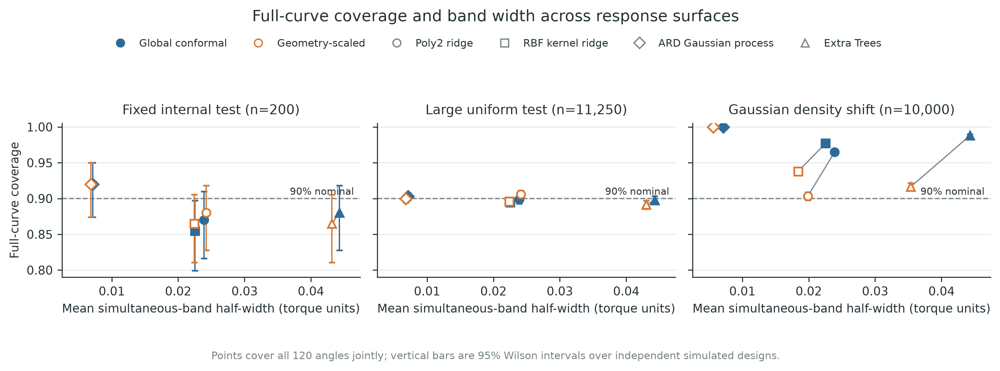 Full-curve coverage and band width across response surfaces
Global conformal
Geometry-scaled
Poly2 ridge
RBF kernel ridge
ARD Gaussian process
Extra Trees
Fixed internal test (n=200)
Large uniform test (n=11,250)
Gaussian density shift (n=10,000)
Full-curve coverage
1.00
0.95
0.90
0.85
0.80
90% nominal
90% nominal
90% nominal
0.01 0.02 0.03 0.04
0.01 0.02 0.03 0.04
0.01 0.02 0.03 0.04
Mean simultaneous-band half-width (torque units)
Mean simultaneous-band half-width (torque units)
Mean simultaneous-band half-width (torque units)
Points cover all 120 angles jointly; vertical bars are 95% Wilson intervals over independent simulated designs.